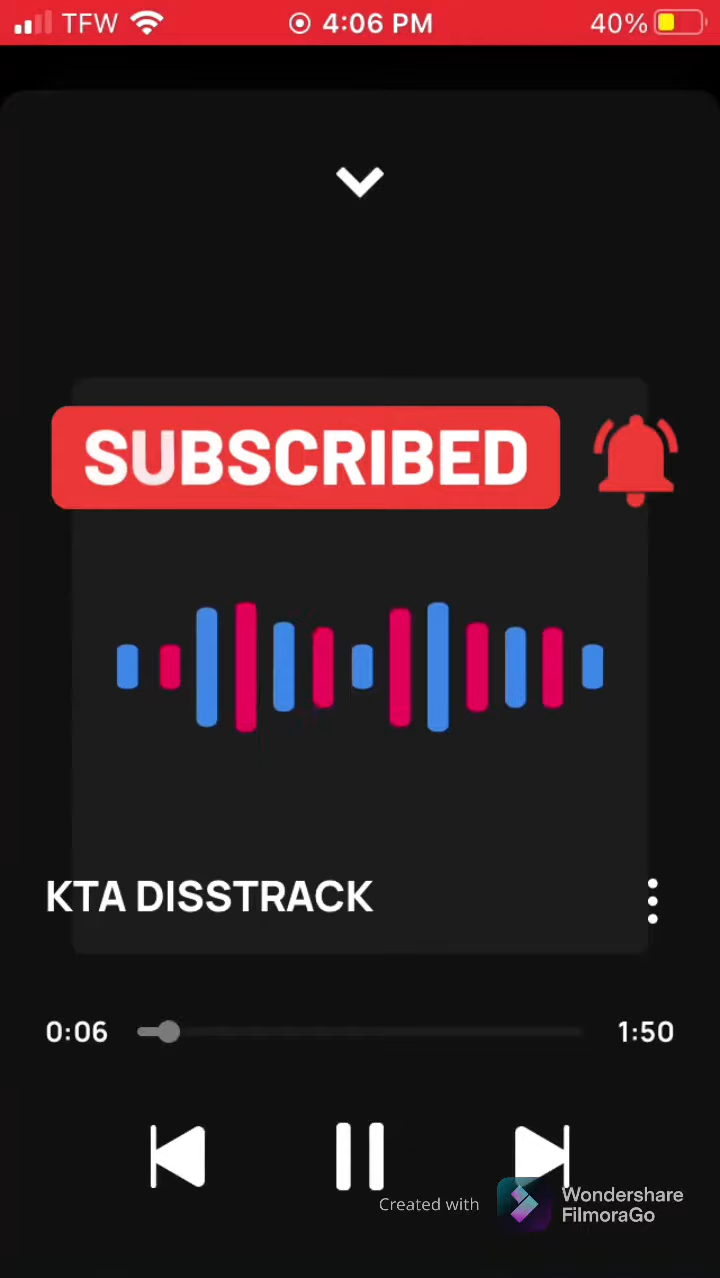 TFW 4:06 PM 40%
SUBSCRIBED
KTA DISSTRACK
0:06 1:50
Created with Wondershare
FilmoraGo